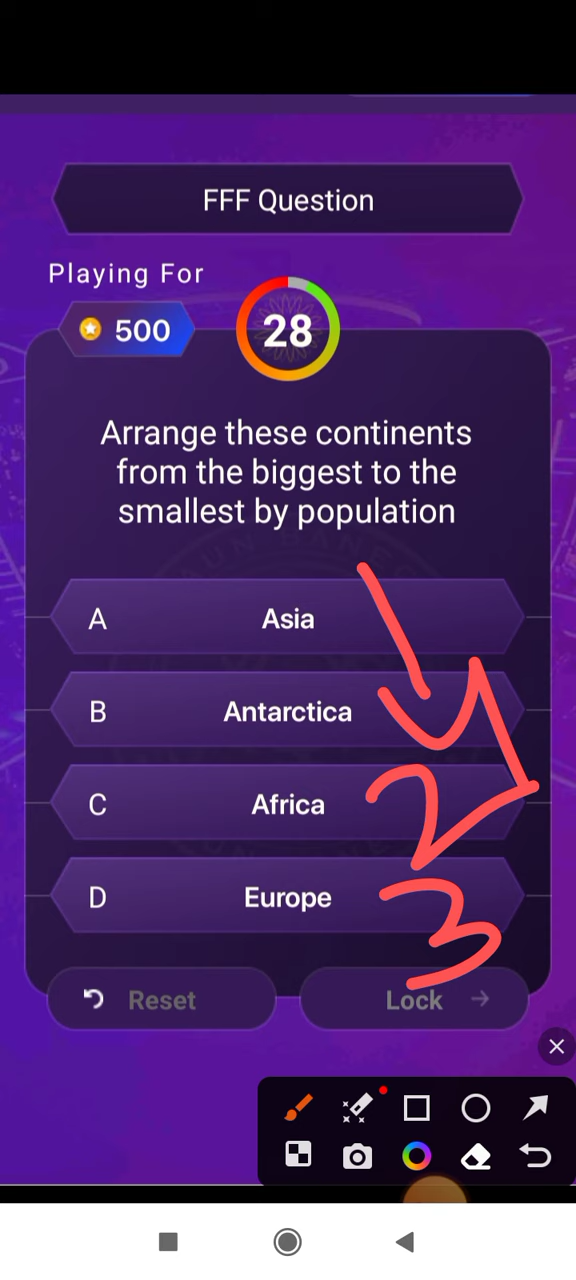 FFF Question
Playing For
500
28
Arrange these continents
from the biggest to the
smallest by population
A Asia
1
B Antarctica
4
C Africa
2
D Europe
3
Reset
Lock